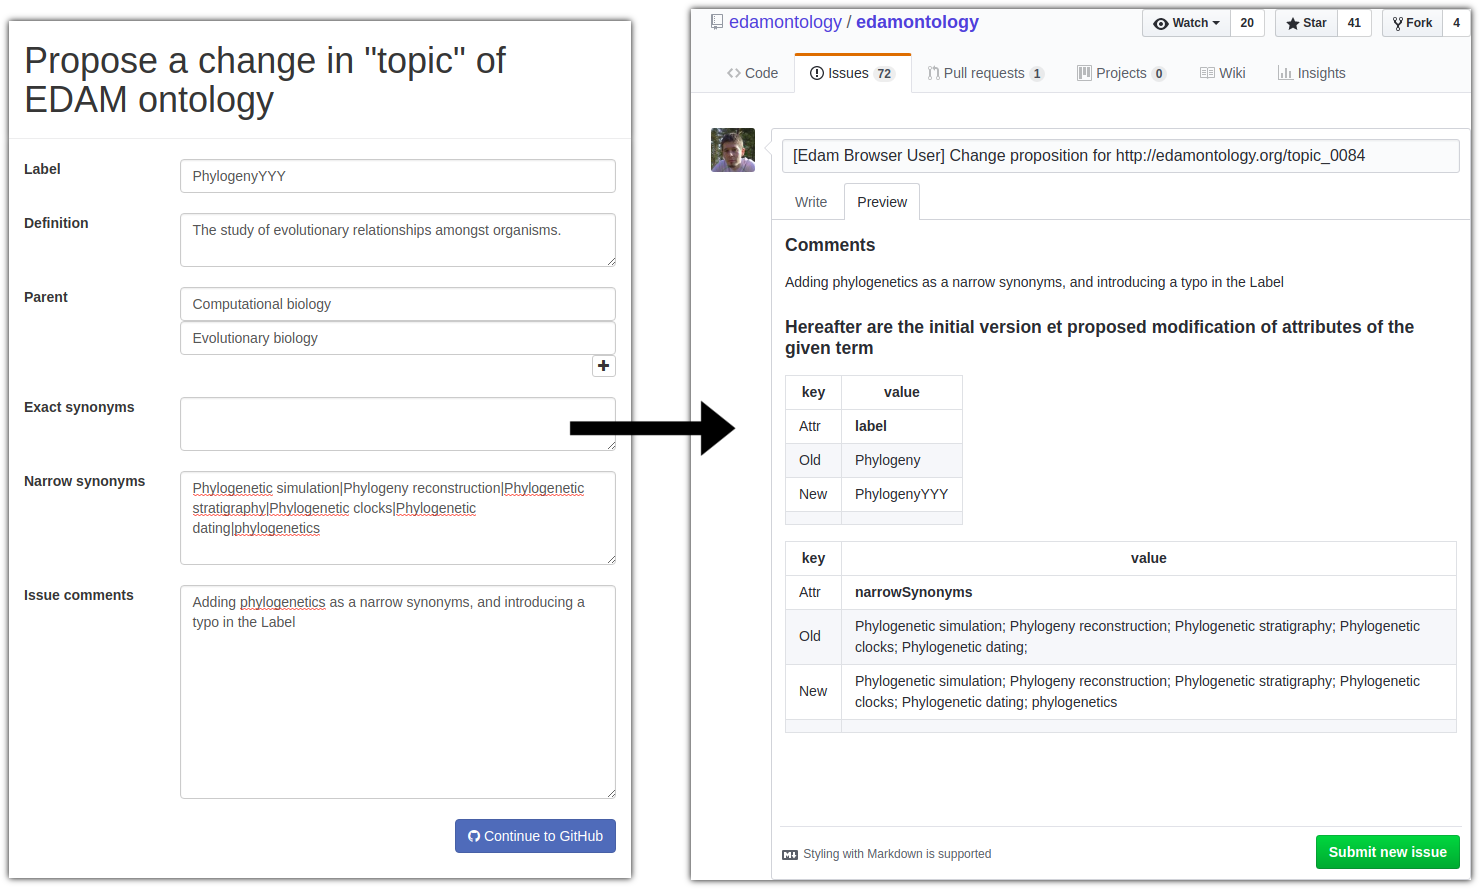 Propose a change in "topic" of
EDAM ontology
Label
PhylogenyYYY
Definition
The study of evolutionary relationships amongst organisms.
Parent
Computational biology
Evolutionary biology
Exact synonyms
Narrow synonyms
Phylogenetic simulation|Phylogeny reconstruction|Phylogenetic
stratigraphy|Phylogenetic clocks|Phylogenetic
dating|phylogenetics
Issue comments
Adding phylogenetics as a narrow synonyms, and introducing a
typo in the Label
Continue to GitHub
edamontology / edamontology
Watch 20
Star 41
Fork 4
Code
Issues 72
Pull requests 1
Projects 0
Wiki
Insights
[Edam Browser User] Change proposition for http://edamontology.org/topic_0084
Write
Preview
Comments
Adding phylogenetics as a narrow synonyms, and introducing a typo in the Label
Hereafter are the initial version et proposed modification of attributes of the
given term
key value
Attr label
Old Phylogeny
New PhylogenyYYY
key value
Attr narrowSynonyms
Old Phylogenetic simulation; Phylogeny reconstruction; Phylogenetic stratigraphy; Phylogenetic
clocks; Phylogenetic dating;
New Phylogenetic simulation; Phylogeny reconstruction; Phylogenetic stratigraphy; Phylogenetic
clocks; Phylogenetic dating; phylogenetics
Styling with Markdown is supported
Submit new issue